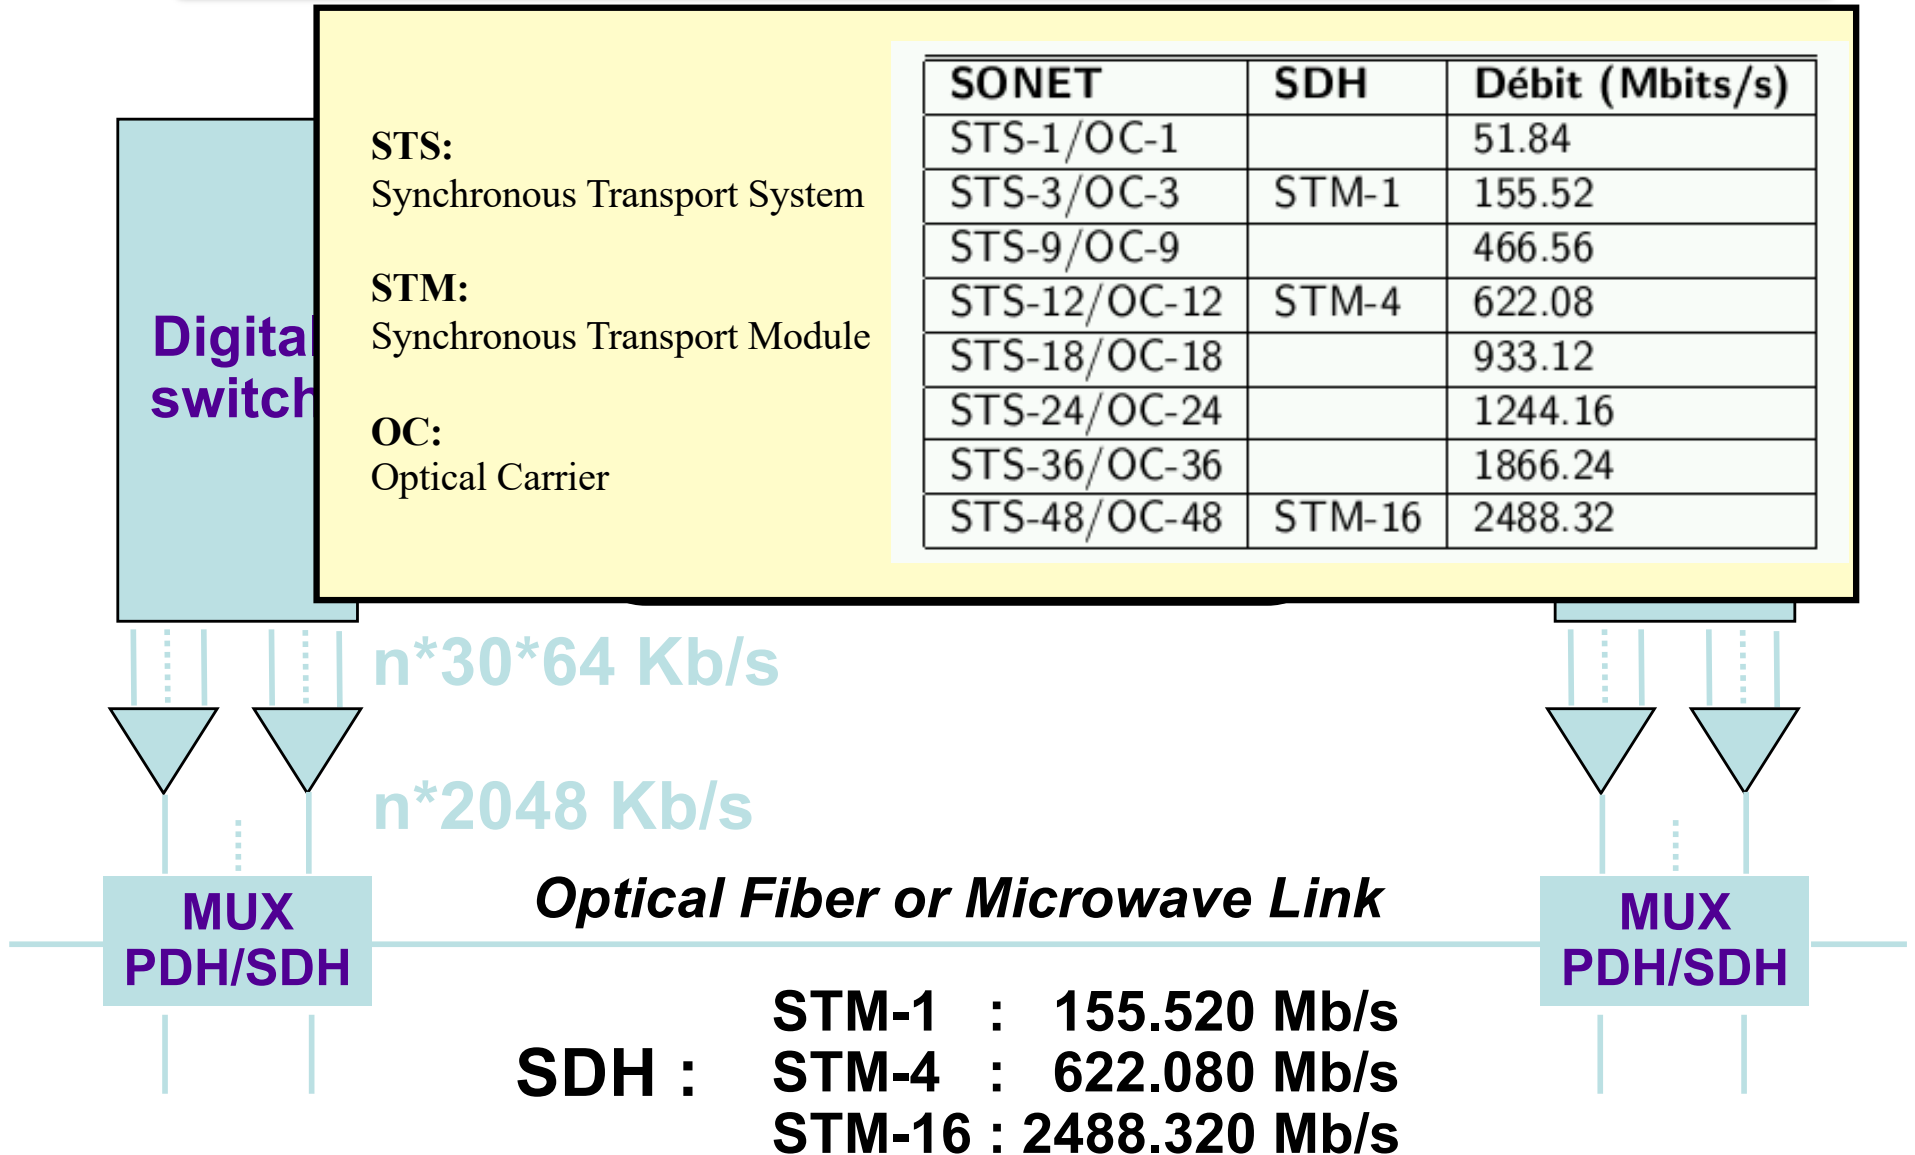 SONET SDH Débit (Mbits/s)
STS-1/OC-1 51.84
STS-3/OC-3 STM-1 155.52
STS-9/OC-9 466.56
STS-12/OC-12 STM-4 622.08
STS-18/OC-18 933.12
STS-24/OC-24 1244.16
STS-36/OC-36 1866.24
STS-48/OC-48 STM-16 2488.32
STS:
Synchronous Transport System
STM:
Synchronous Transport Module
OC:
Optical Carrier
Digital
switch
n*30*64 Kb/s
n*2048 Kb/s
Optical Fiber or Microwave Link
MUX
PDH/SDH
MUX
PDH/SDH
SDH :
STM-1 : 155.520 Mb/s
STM-4 : 622.080 Mb/s
STM-16 : 2488.320 Mb/s